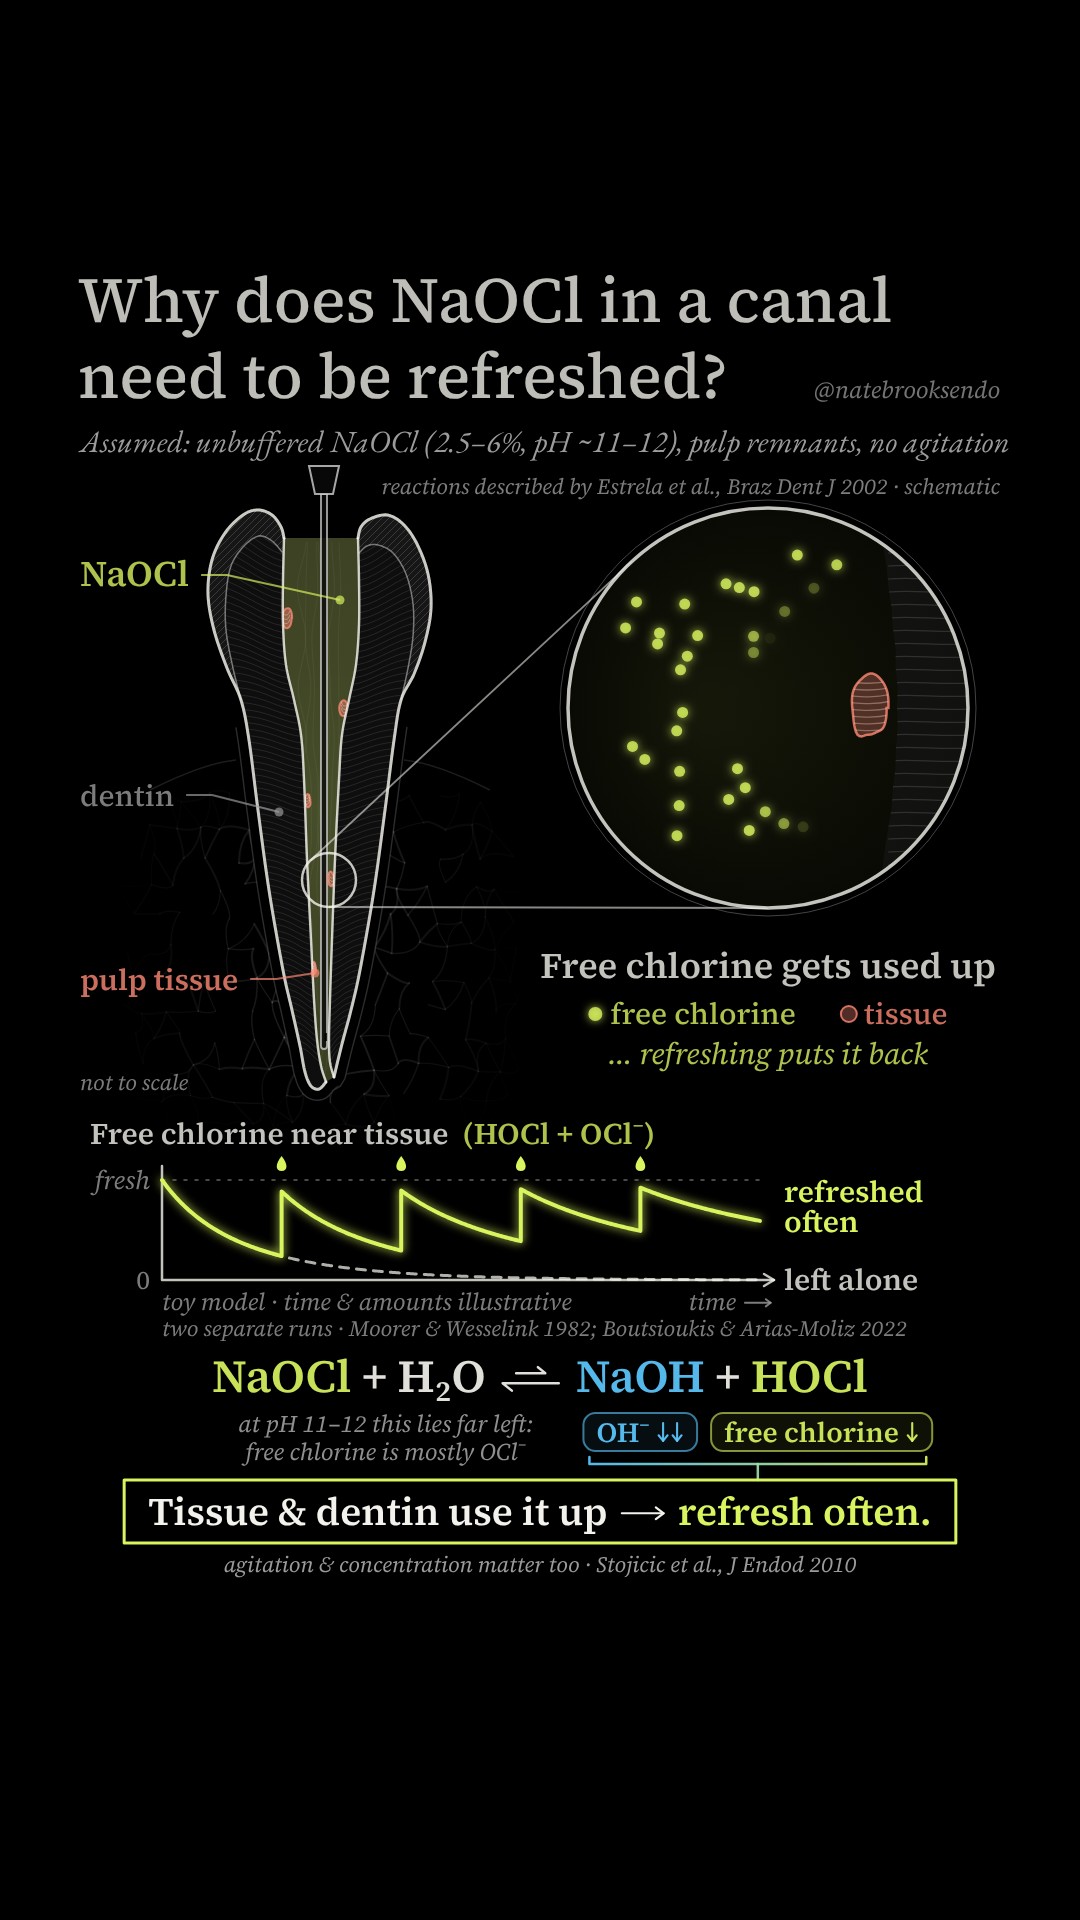 Why does NaOCl in a canal
need to be refreshed?
@natebrooksendo
Assumed: unbuffered NaOCl (2.5–6%, pH ~11–12), pulp remnants, no agitation
reactions described by Estrela et al., Braz Dent J 2002 · schematic
NaOCl
dentin
pulp tissue
not to scale
Free chlorine gets used up
free chlorine
tissue
... refreshing puts it back
Free chlorine near tissue (HOCl + OCl⁻)
fresh
refreshed
often
0
left alone
toy model · time & amounts illustrative
time →
two separate runs · Moorer & Wesselink 1982; Boutsioukis & Arias-Moliz 2022
NaOCl + H₂O ⇌ NaOH + HOCl
at pH 11–12 this lies far left:
free chlorine is mostly OCl⁻
OH⁻ ↓↓
free chlorine ↓
Tissue & dentin use it up → refresh often.
agitation & concentration matter too · Stojicic et al., J Endod 2010